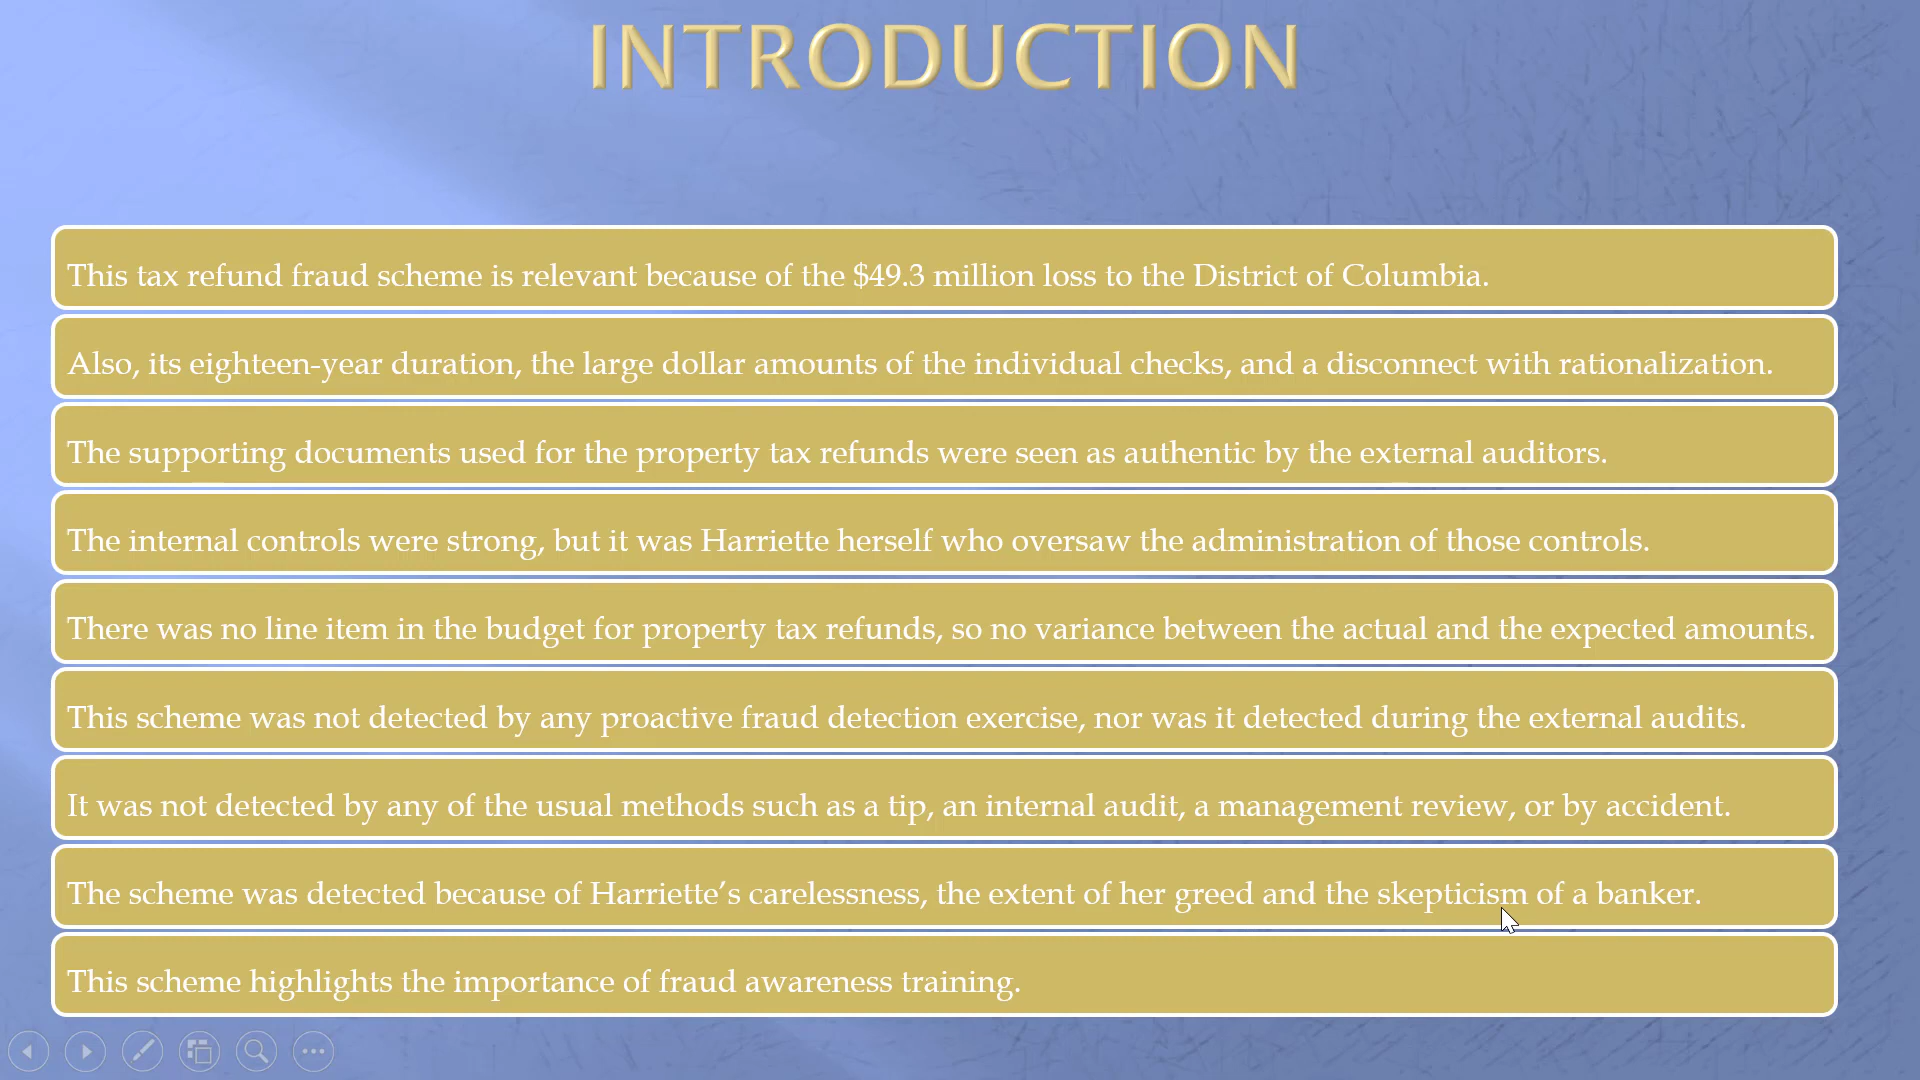 INTRODUCTION
This tax refund fraud scheme is relevant because of the $49.3 million loss to the District of Columbia.
Also, its eighteen-year duration, the large dollar amounts of the individual checks, and a disconnect with rationalization.
The supporting documents used for the property tax refunds were seen as authentic by the external auditors.
The internal controls were strong, but it was Harriette herself who oversaw the administration of those controls.
There was no line item in the budget for property tax refunds, so no variance between the actual and the expected amounts.
This scheme was not detected by any proactive fraud detection exercise, nor was it detected during the external audits.
It was not detected by any of the usual methods such as a tip, an internal audit, a management review, or by accident.
The scheme was detected because of Harriette’s carelessness, the extent of her greed and the skepticism of a banker.
This scheme highlights the importance of fraud awareness training.